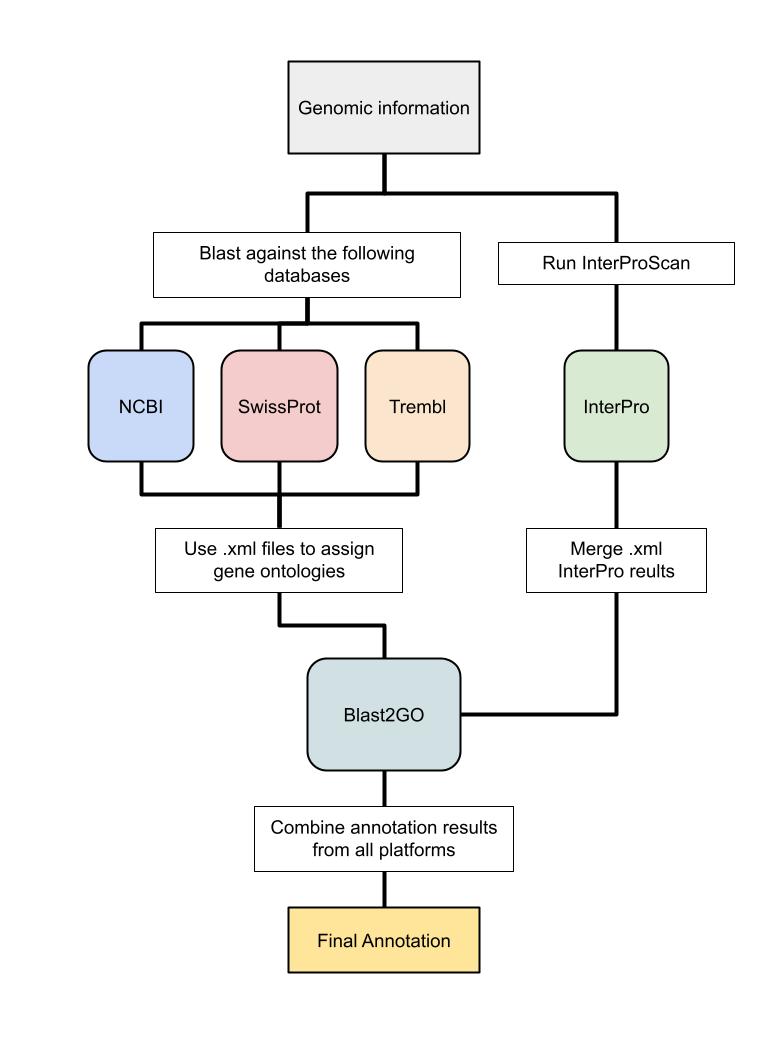 Genomic information
Blast against the following
databases
Run InterProScan
NCBI
SwissProt
Trembl
InterPro
Use .xml files to assign
gene ontologies
Merge .xml
InterPro reults
Blast2GO
Combine annotation results
from all platforms
Final Annotation